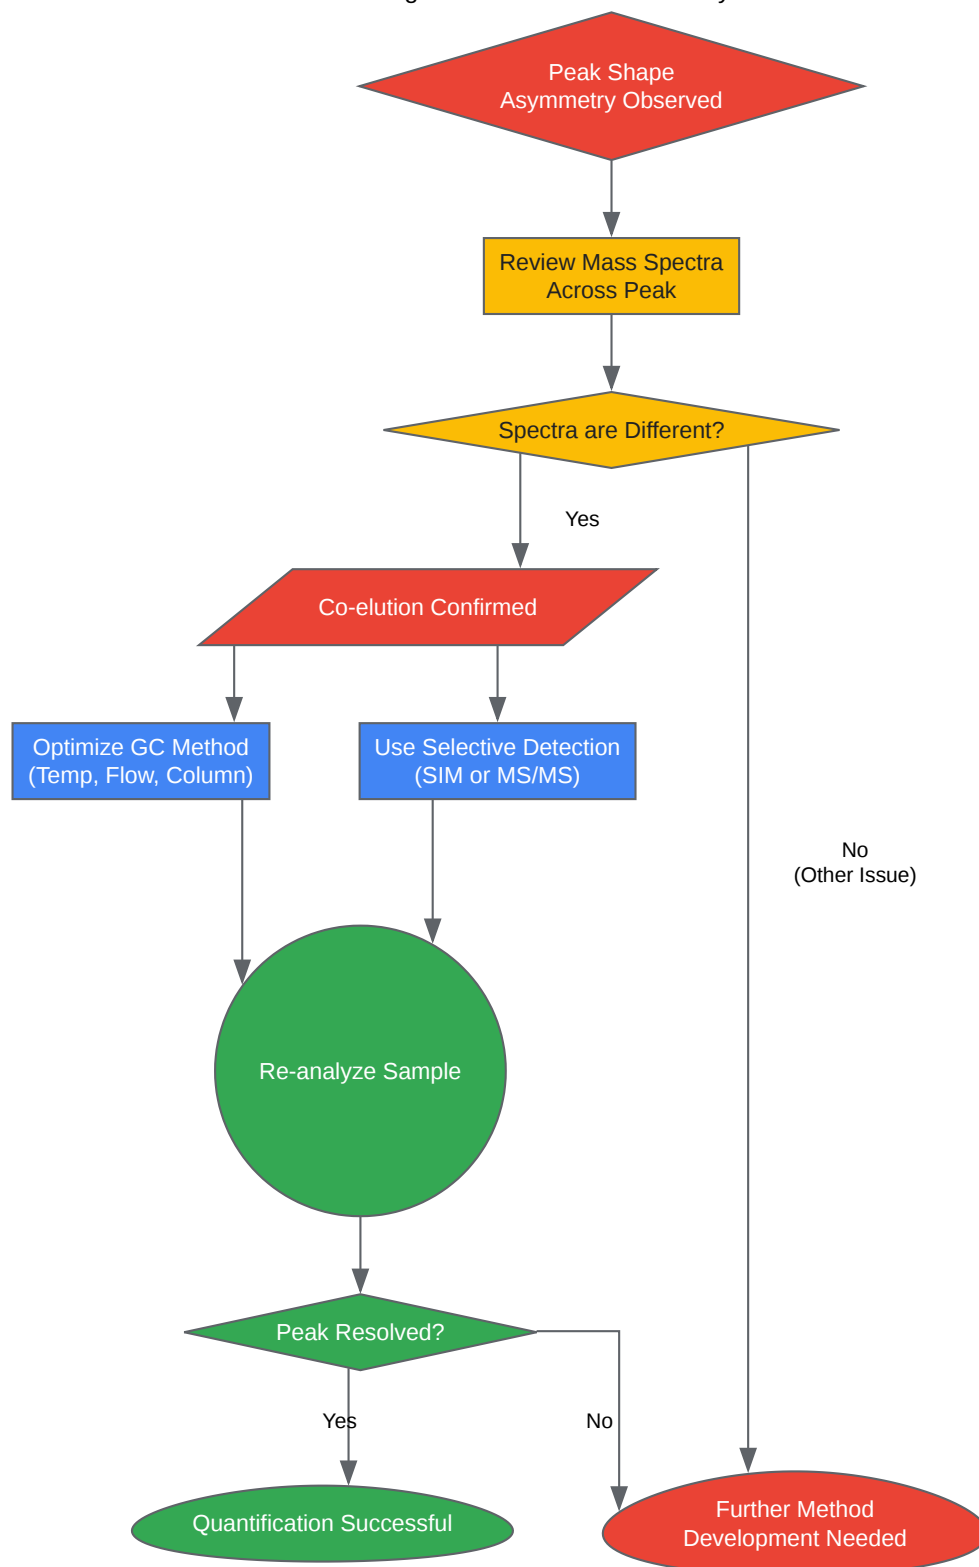 Peak Shape
Asymmetry Observed
Review Mass Spectra
Across Peak
Spectra are Different?
Yes
Co-elution Confirmed
Optimize GC Method
(Temp, Flow, Column)
Use Selective Detection
(SIM or MS/MS)
No
(Other Issue)
Re-analyze Sample
Peak Resolved?
Yes
No
Quantification Successful
Further Method
Development Needed